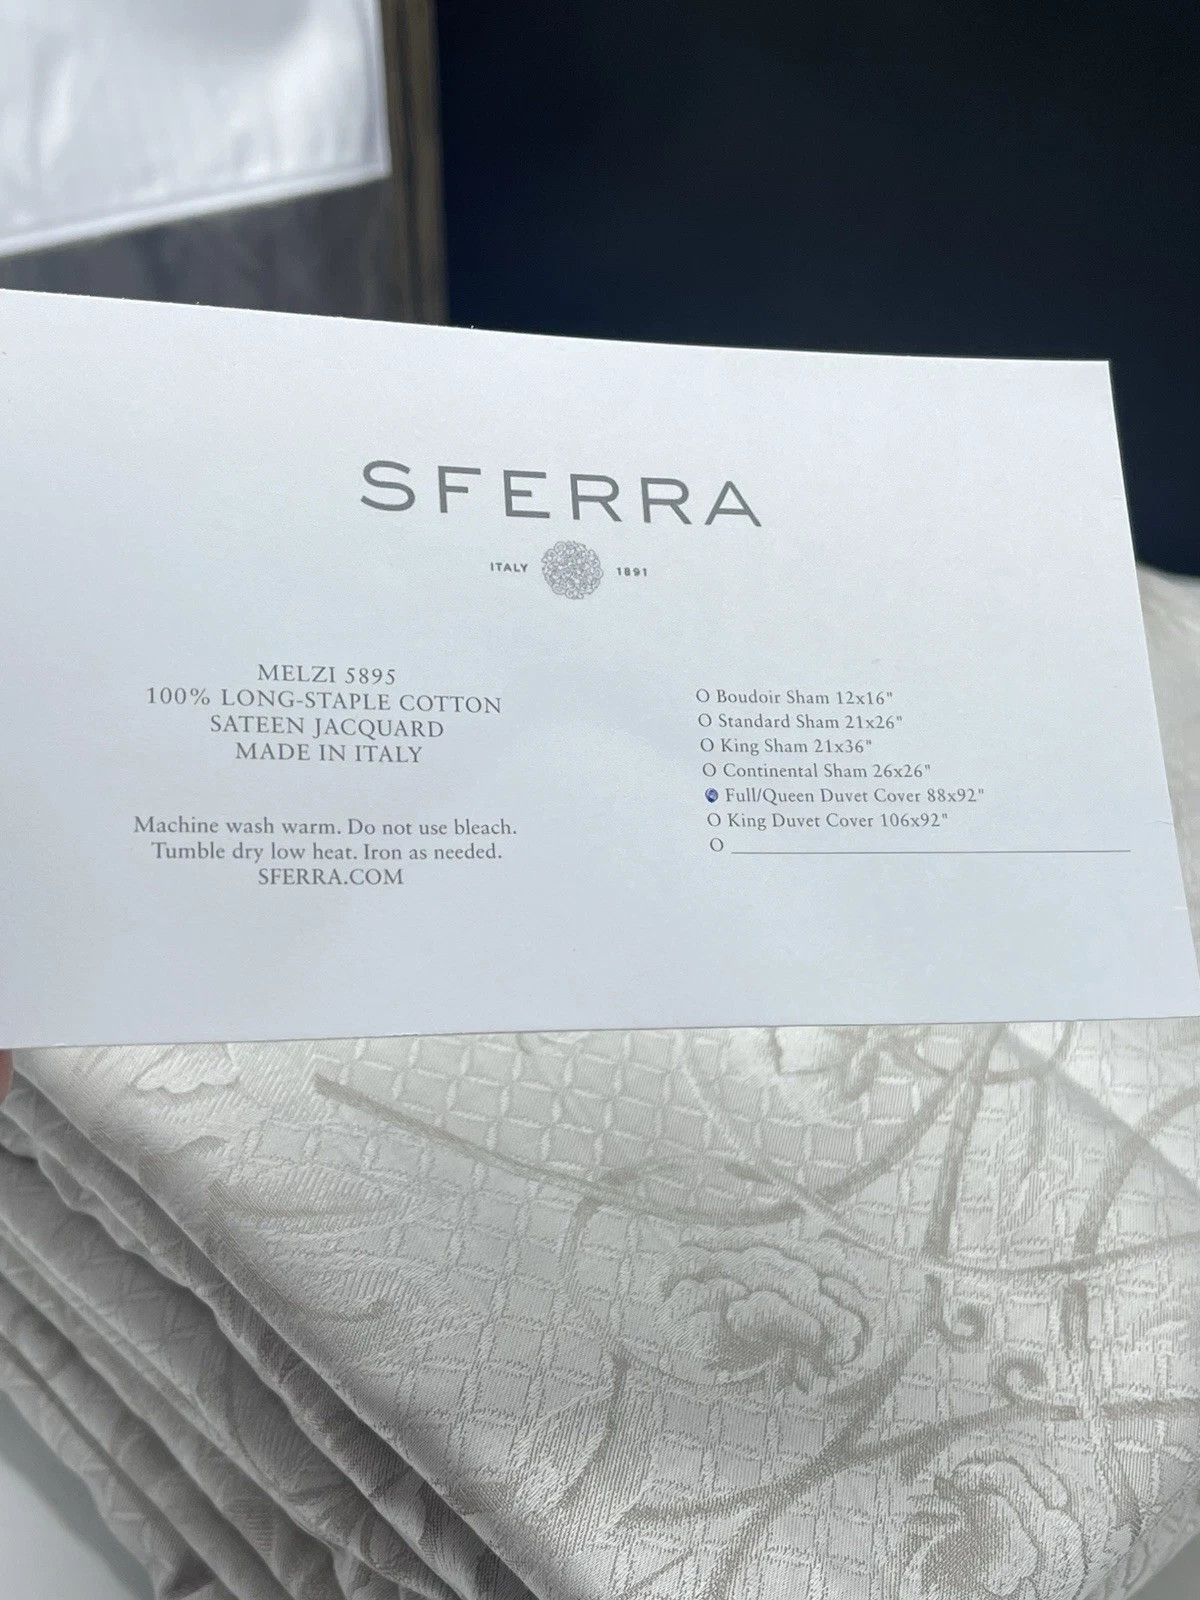 SFERRA
ITALY 1891
MELZI 5895
100% LONG-STAPLE COTTON
SATEEN JACQUARD
MADE IN ITALY
Machine wash warm. Do not use bleach.
Tumble dry low heat. Iron as needed.
SFERRA.COM
O Boudoir Sham 12x16"
O Standard Sham 21x26"
O King Sham 21x36"
O Continental Sham 26x26"
Full/Queen Duvet Cover 88x92"
O King Duvet Cover 106x92"
O